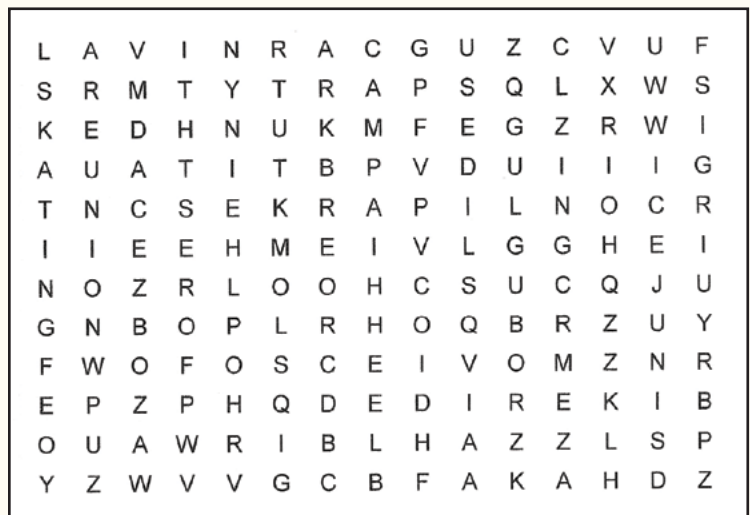 L A V I N R A C G U Z C V U F
S R M T Y T R A P S Q L X W S
K E D H N U K M F E G Z R W I
A U A T I T B P V D U I I I G
T N C S E K R A P I L N O C R
I I E E H M E I V L G G H E I
N O Z R L O O H C S U C Q J U
G N B O P L R H O Q B R Z U Y
F W O F O S C E I V O M Z N R
E P Z P H Q D E D I R E K I B
O U A W R I B L H A Z Z L S P
Y Z W V V G C B F A K A H D Z